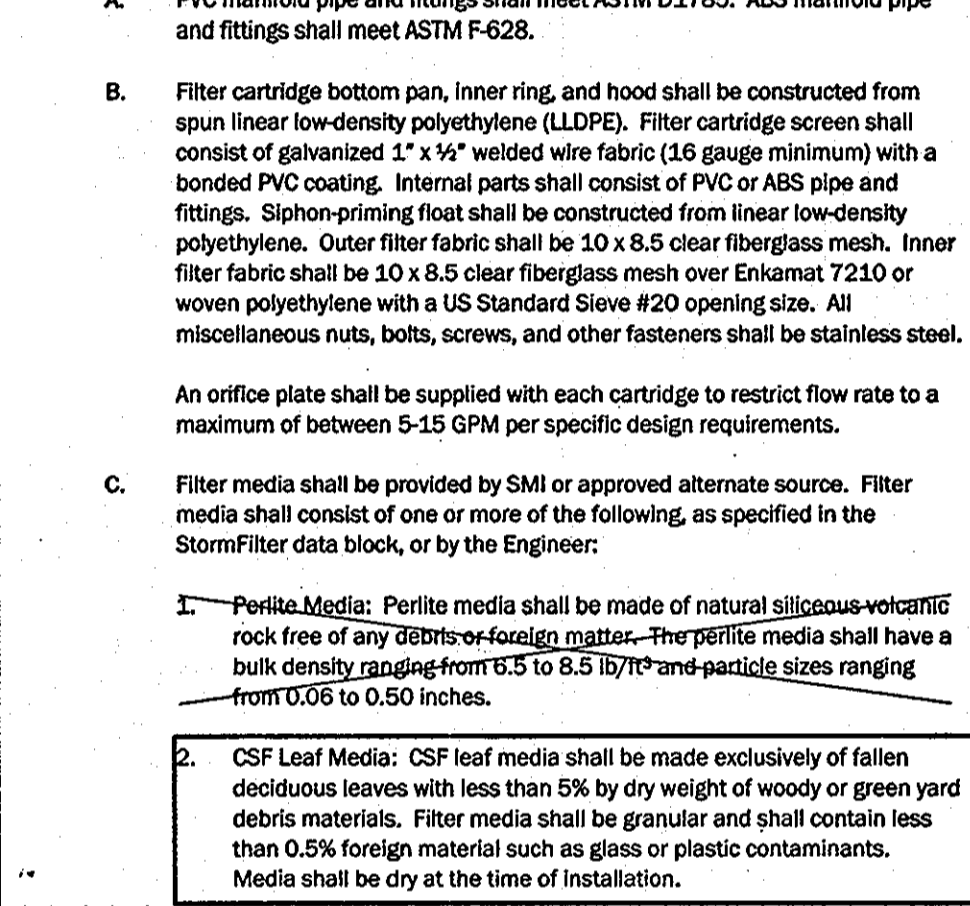 A. PVC manifold pipe and fittings shall meet ASTM D1785. ABS manifold pipe
and fittings shall meet ASTM F-628.
B. Filter cartridge bottom pan, inner ring, and hood shall be constructed from
spun linear low-density polyethylene (LLDPE). Filter cartridge screen shall
consist of galvanized 1" x ½" welded wire fabric (16 gauge minimum) with a
bonded PVC coating. Internal parts shall consist of PVC or ABS pipe and
fittings. Siphon-priming float shall be constructed from linear low-density
polyethylene. Outer filter fabric shall be 10 x 8.5 clear fiberglass mesh. Inner
filter fabric shall be 10 x 8.5 clear fiberglass mesh over Enkamat 7210 or
woven polyethylene with a US Standard Sieve #20 opening size. All
miscellaneous nuts, bolts, screws, and other fasteners shall be stainless steel.
An orifice plate shall be supplied with each cartridge to restrict flow rate to a
maximum of between 5-15 GPM per specific design requirements.
C. Filter media shall be provided by SMI or approved alternate source. Filter
media shall consist of one or more of the following, as specified in the
StormFilter data block, or by the Engineer:
1. Perlite Media: Perlite media shall be made of natural siliceous volcanic
rock free of any debris or foreign matter. The perlite media shall have a
bulk density ranging from 6.5 to 8.5 lb/ft³ and particle sizes ranging
from 0.06 to 0.50 inches.
2. CSF Leaf Media: CSF leaf media shall be made exclusively of fallen
deciduous leaves with less than 5% by dry weight of woody or green yard
debris materials. Filter media shall be granular and shall contain less
than 0.5% foreign material such as glass or plastic contaminants.
Media shall be dry at the time of installation.